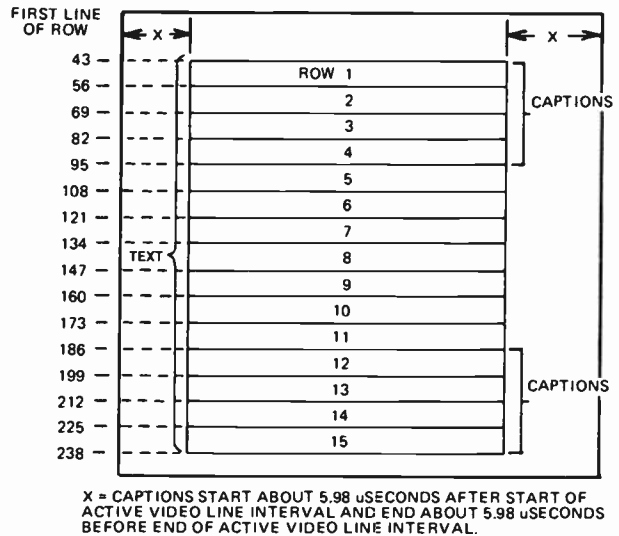 FIRST LINE
OF ROW
X
X
43
ROW 1
56
2
CAPTIONS
69
3
82
4
95
5
108
6
121
7
134
TEXT
8
147
9
160
10
173
11
186
12
199
13
CAPTIONS
212
14
225
15
238
X = CAPTIONS START ABOUT 5.98 uSECONDS AFTER START OF
ACTIVE VIDEO LINE INTERVAL AND END ABOUT 5.98 uSECONDS
BEFORE END OF ACTIVE VIDEO LINE INTERVAL.